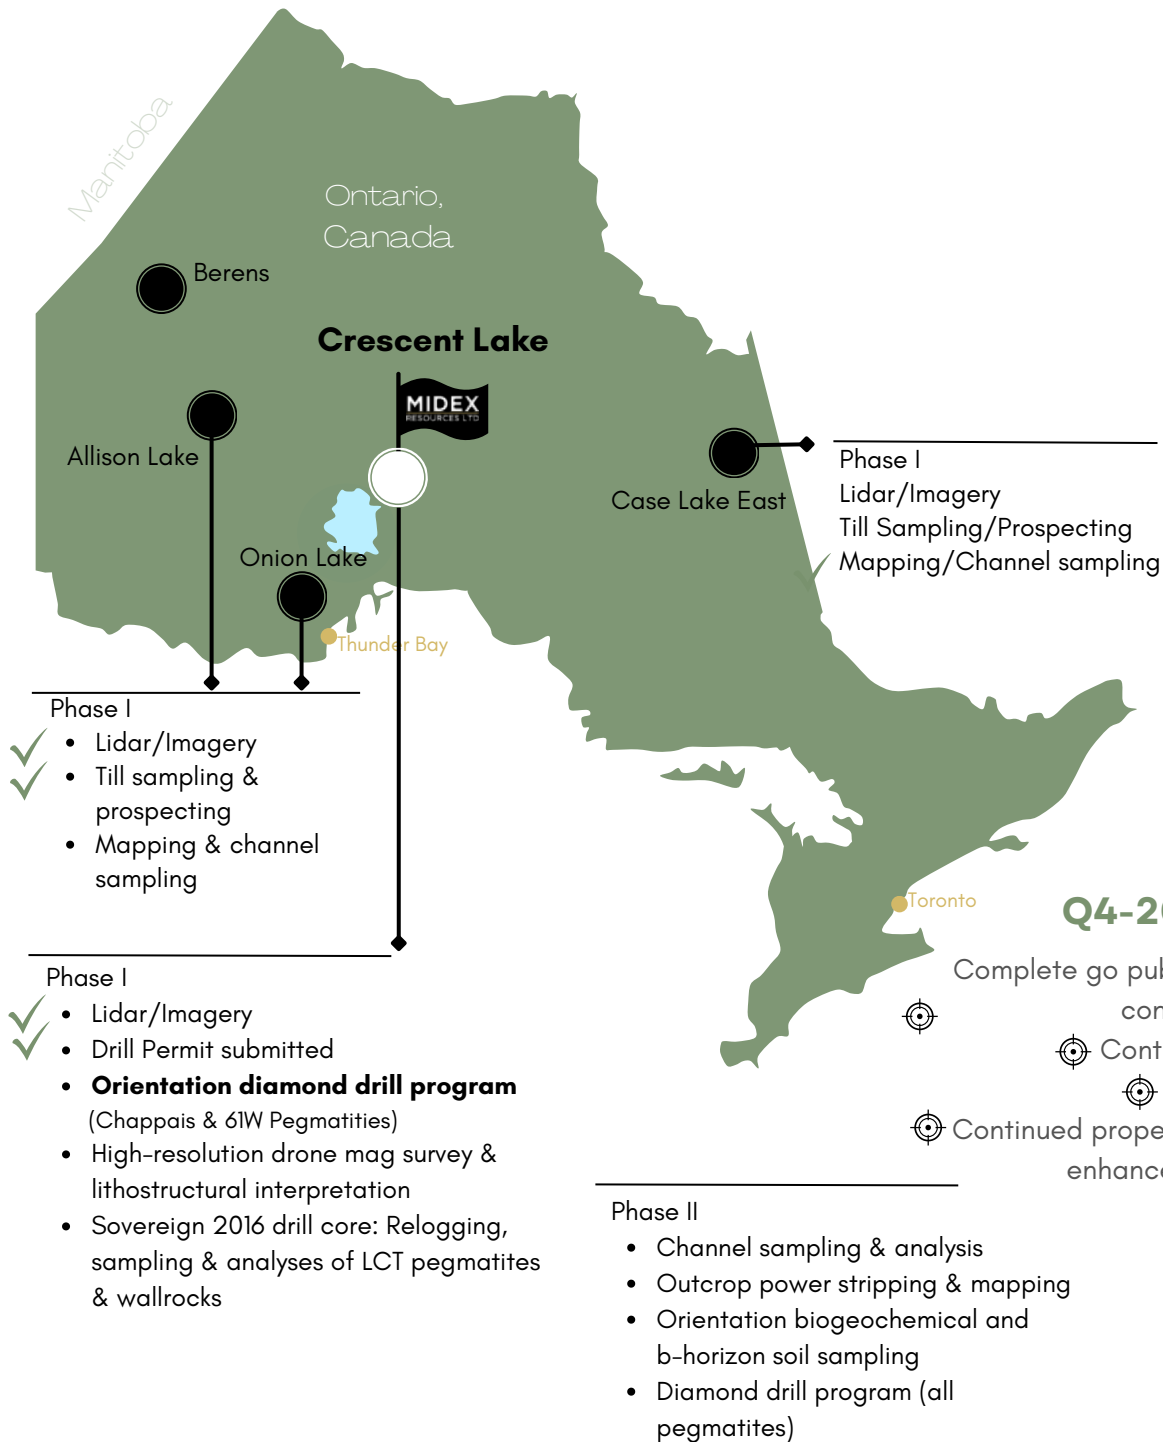 Manitoba
Ontario,
Canada
Berens
Crescent Lake
MIDEX
RESOURCES LTD
Allison Lake
Case Lake East
Onion Lake
Thunder Bay
Phase I
Lidar/Imagery
Till Sampling/Prospecting
Mapping/Channel sampling
Phase I
• Lidar/Imagery
• Till sampling &
prospecting
• Mapping & channel
sampling
Toronto
Phase I
• Lidar/Imagery
• Drill Permit submitted
• Orientation diamond drill program
(Chappais & 61W Pegmatities)
• High-resolution drone mag survey &
lithostructural interpretation
• Sovereign 2016 drill core: Relogging,
sampling & analyses of LCT pegmatites
& wallrocks
Complete go
Continued
Phase II
• Channel sampling & analysis
• Outcrop power stripping & mapping
• Orientation biogeochemical and
b-horizon soil sampling
• Diamond drill program (all
pegmatites)